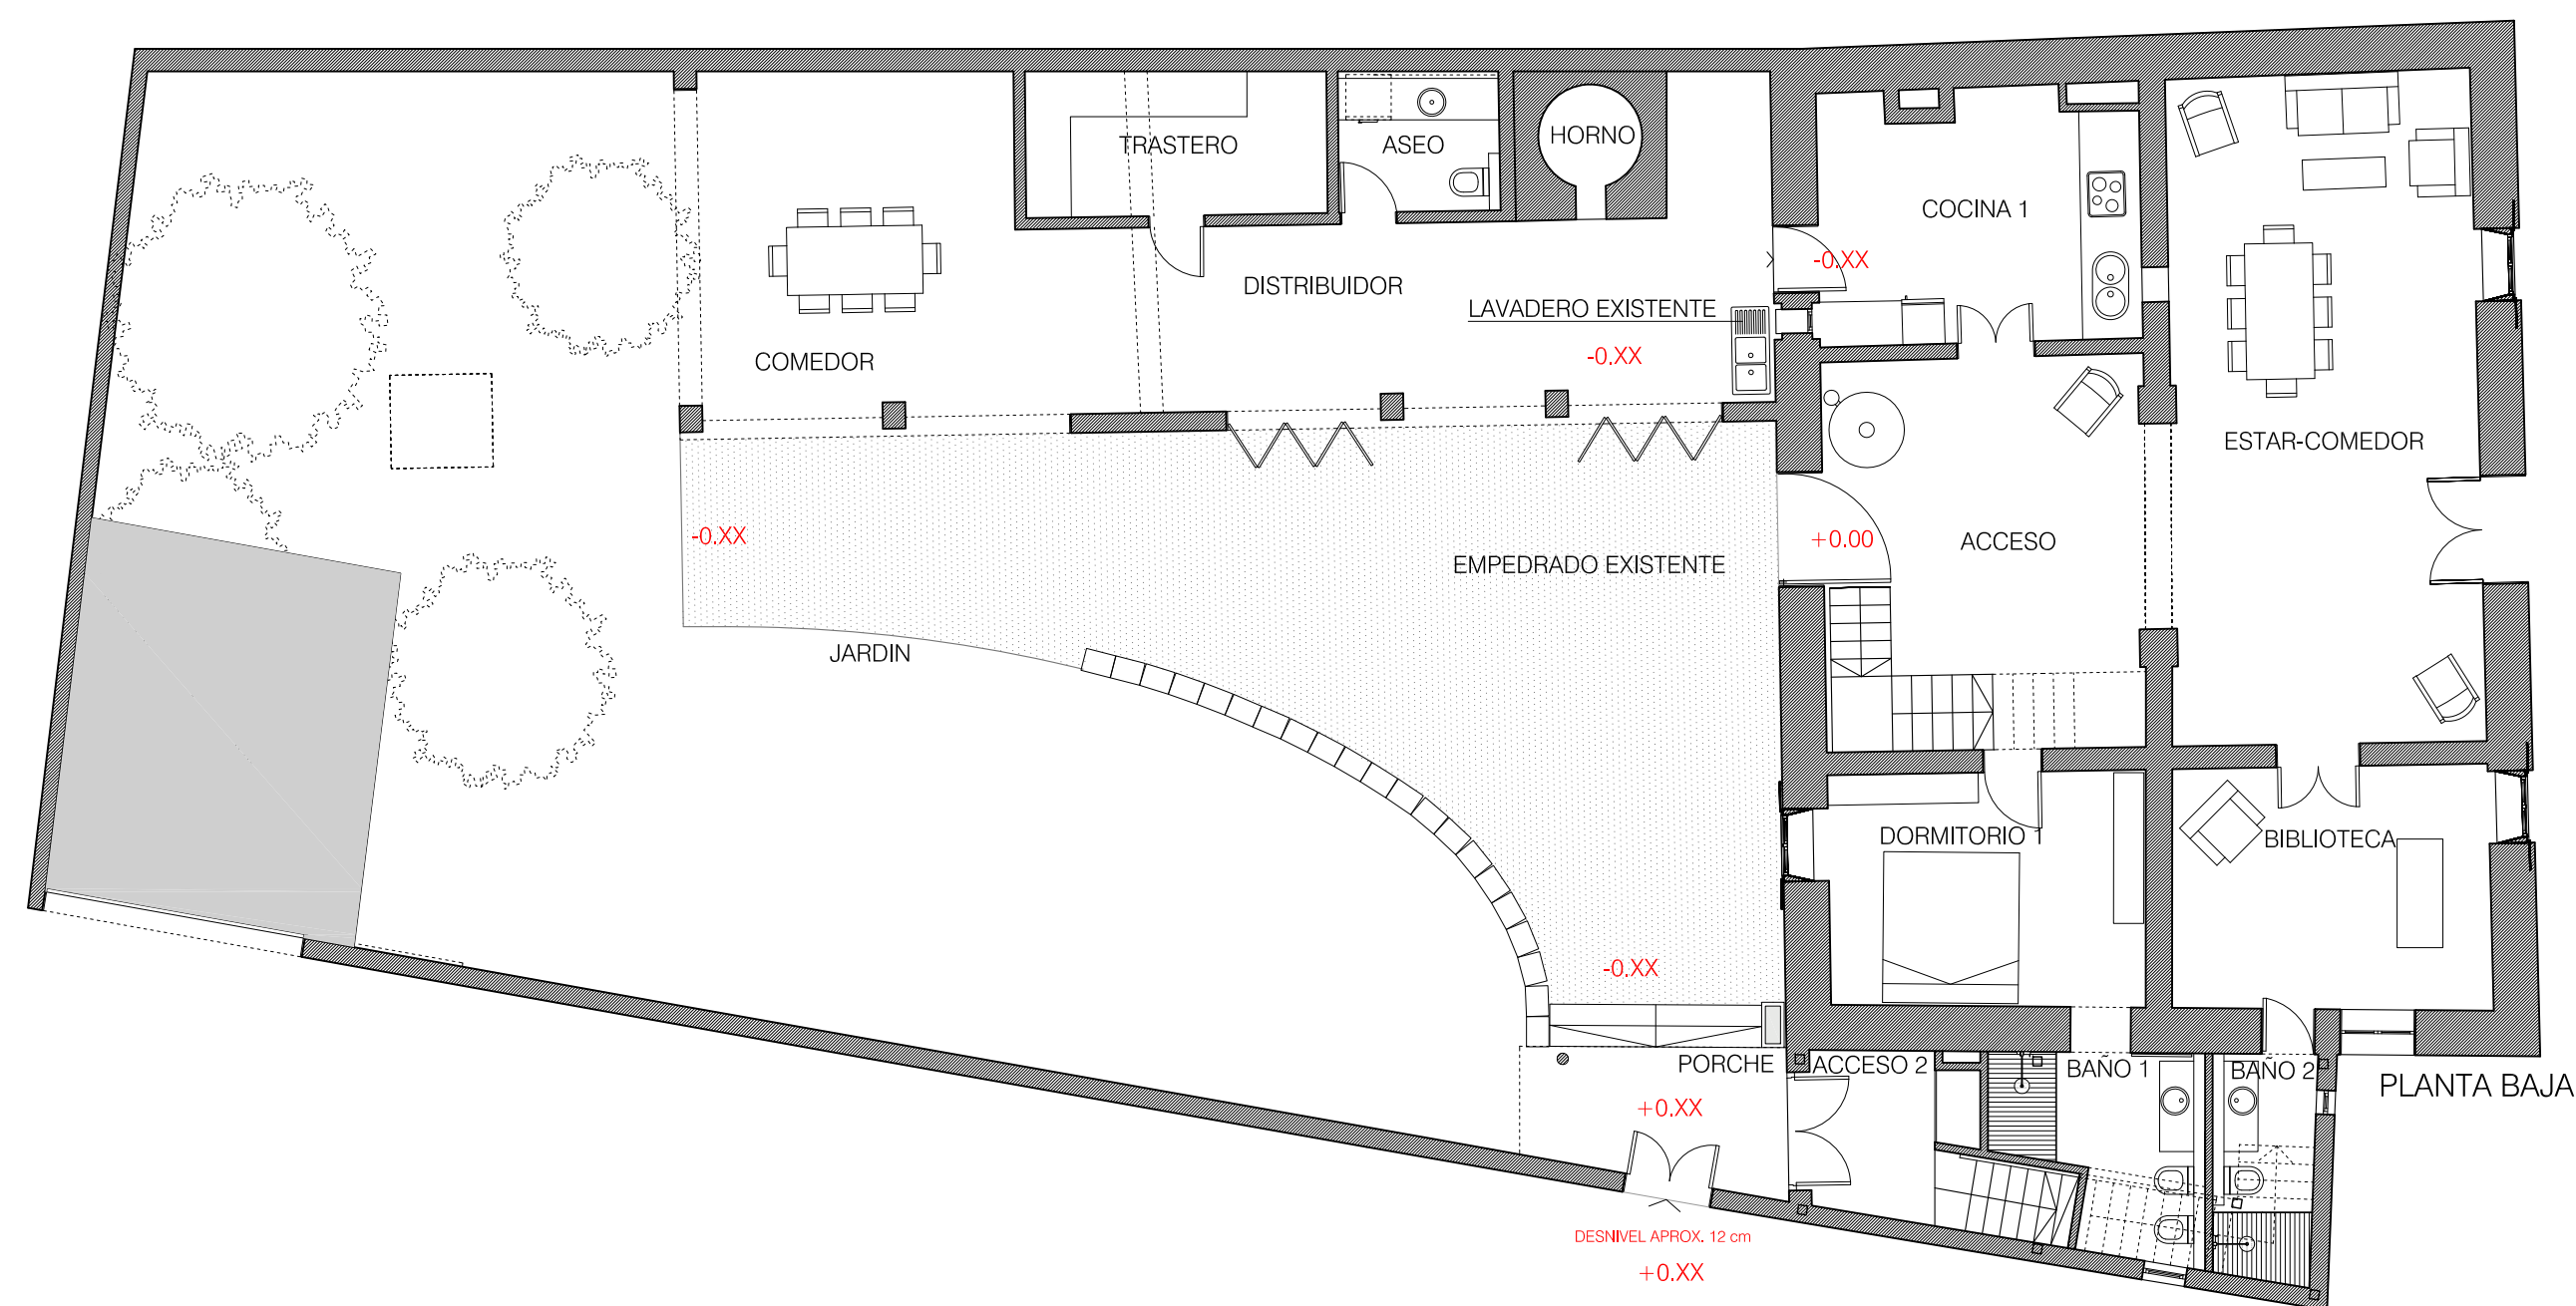 HORNO
TRASTERO
ASEO
COCINA 1
-0.XX
DISTRIBUIDOR
LAVADERO EXISTENTE
-0.XX
COMEDOR
ESTAR-COMEDOR
-0.XX
+0.00
ACCESO
EMPEDRADO EXISTENTE
JARDIN
DORMITORIO 1
BIBLIOTECA
-0.XX
PORCHE
ACCESO 2
BAÑO 1
BAÑO 2
PLANTA BAJA
+0.XX
DESNIVEL APROX. 12 cm
+0.XX